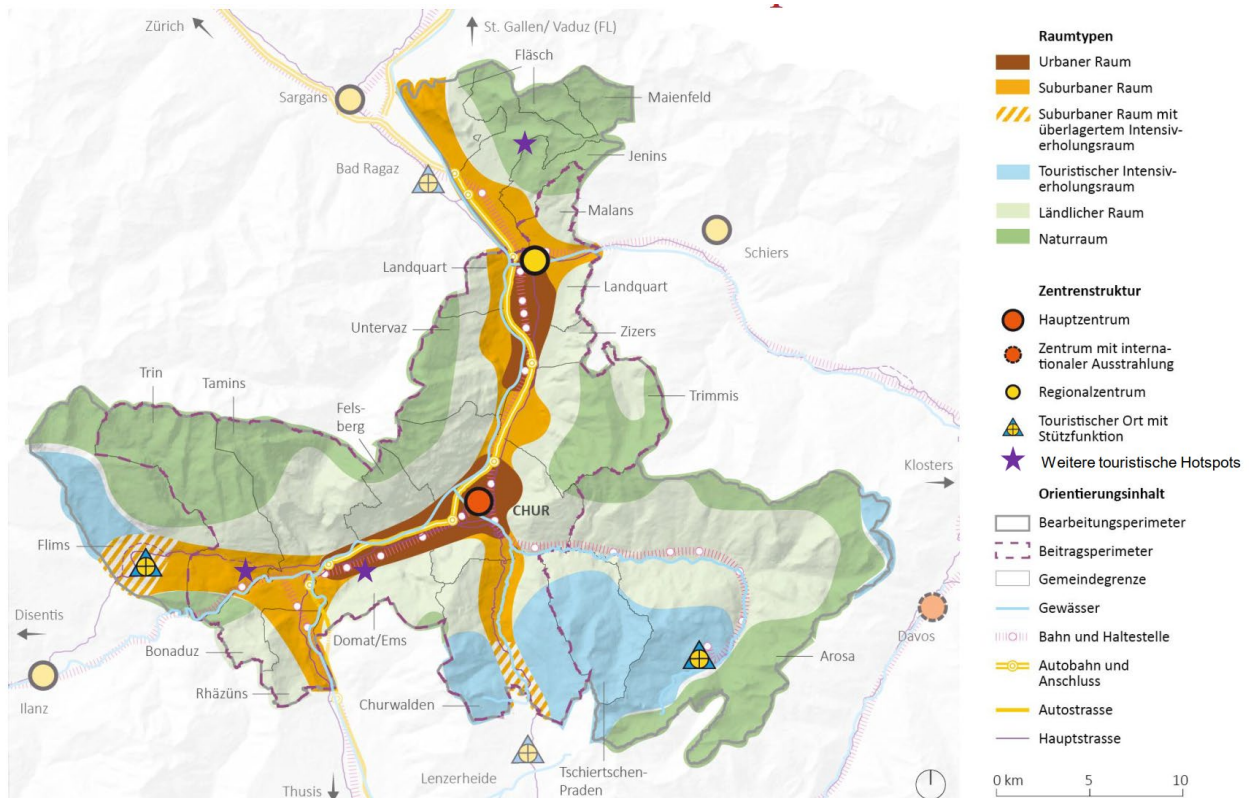 Zürich
St. Gallen/ Vaduz (FL)
Fläsch
Sargans
Maienfeld
Bad Ragaz
Jenins
Malans
Schiers
Landquart
Landquart
Untervaz
Zizers
Trin
Tamins
Trimmis
Fels-
berg
Klosters
CHUR
Flims
Disentis
Davos
Domat/Ems
Bonaduz
Arosa
Rhäzüns
Churwalden
Ilanz
Lenzerheide
Tschiertschen-
Praden
Thusis
Raumtypen
Urbaner Raum
Suburbaner Raum
Suburbaner Raum mit
überlagertem Intensiv-
erholungsraum
Touristischer Intensiv-
erholungsraum
Ländlicher Raum
Naturraum
Zentrenstruktur
Hauptzentrum
Zentrum mit interna-
tionaler Ausstrahlung
Regionalzentrum
Touristischer Ort mit
Stützfunktion
Weitere touristische Hotspots
Orientierungsinhalt
Bearbeitungsperimeter
Beitragsperimeter
Gemeindegrenze
Gewässer
Bahn und Haltestelle
Autobahn und
Anschluss
Autostrasse
Hauptstrasse
0 km 5 10